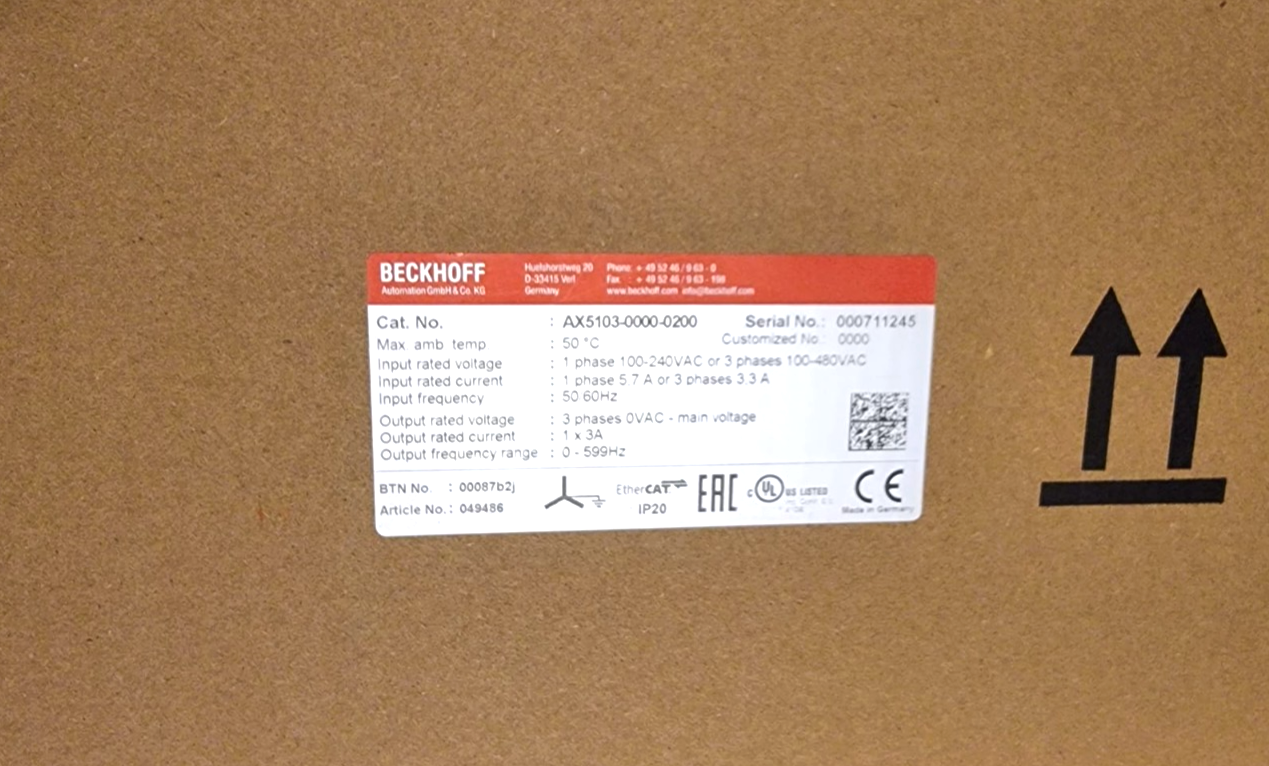 BECKHOFF
Automation GmbH & Co. KG
Huelshorstweg 20
D-33415 Verl
Germany
Phone: + 49 52 46 / 9 63 - 0
Fax : + 49 52 46 / 9 63 - 198
www.beckhoff.com info@beckhoff.com
Cat. No. : AX5103-0000-0200 Serial No.: 000711245
Customized No.: 0000
Max. amb temp : 50 °C
Input rated voltage : 1 phase 100-240VAC or 3 phases 100-480VAC
Input rated current : 1 phase 5.7 A or 3 phases 3.3 A
Input frequency : 50 60Hz
Output rated voltage : 3 phases 0VAC - main voltage
Output rated current : 1 x 3A
Output frequency range : 0 - 599Hz
BTN No. : 00087b2j
Article No.: 049486
EtherCAT
IP20
EAC
c UL US LISTED
CE
Made in Germany